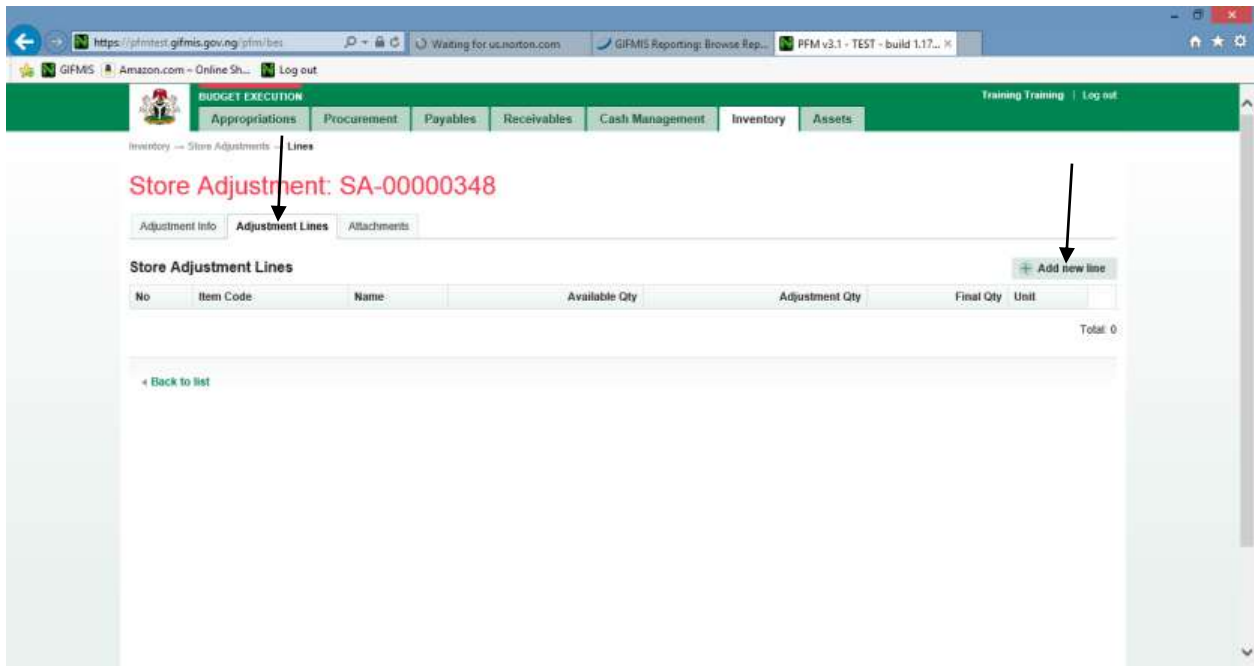 https://pfmtest.gifmis.gov.ng/pfm/bes
Waiting for us.norton.com
GIFMIS Reporting: Browse Rep...
PFM v3.1 - TEST - build 1.17...
GIFMIS
Amazon.com – Online Sh...
Log out
BUDGET EXECUTION
Training Training | Log out
Appropriations
Procurement
Payables
Receivables
Cash Management
Inventory
Assets
Inventory → Store Adjustments → Lines
Store Adjustment: SA-00000348
Adjustment Info
Adjustment Lines
Attachments
Store Adjustment Lines
Add new line
No Item Code Name Available Qty Adjustment Qty Final Qty Unit
Total: 0
Back to list